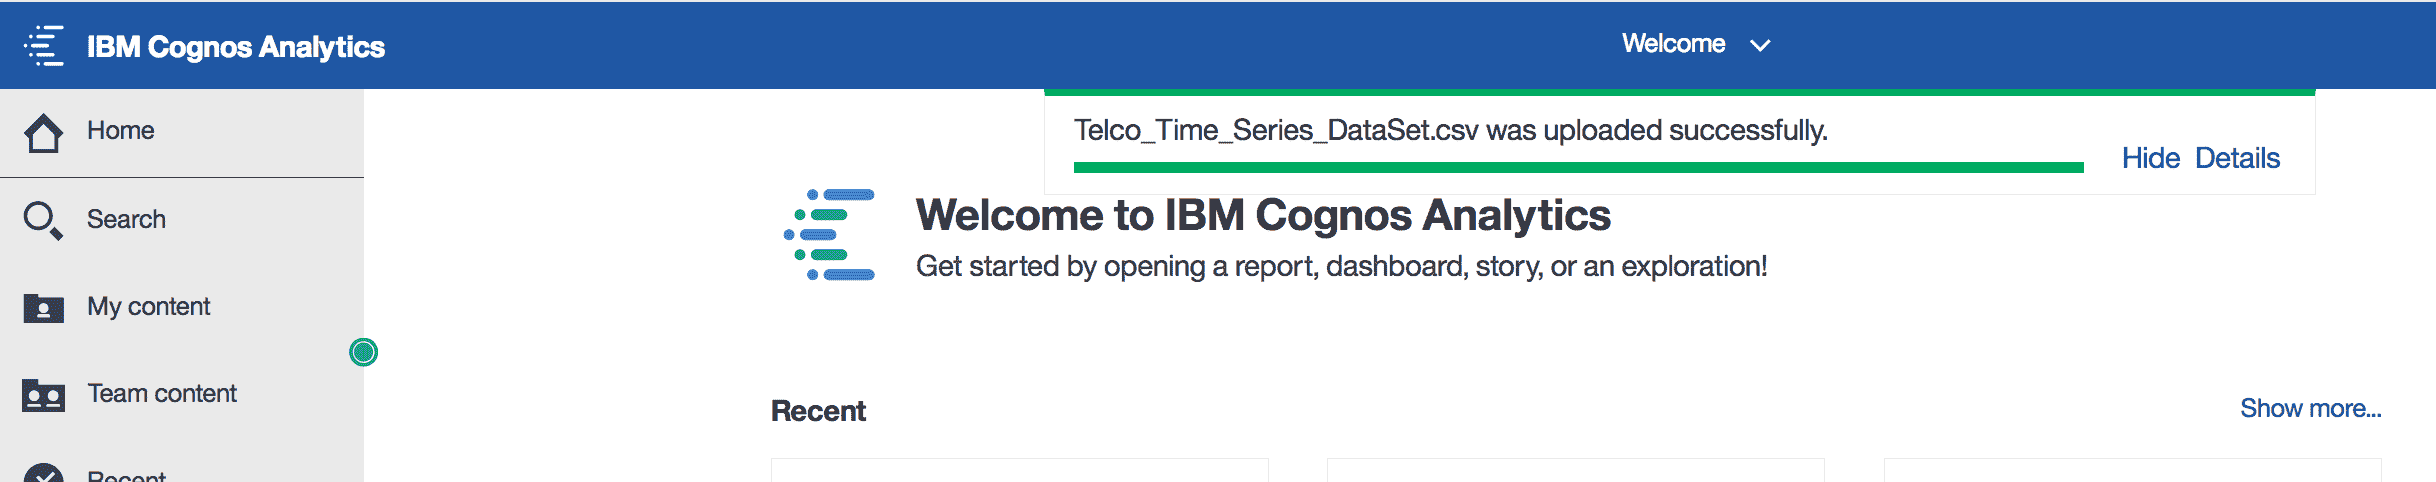 IBM Cognos Analytics
Welcome
Home
Search
My content
Team content
Recent
Telco_Time_Series_DataSet.csv was uploaded successfully.
Hide Details
Welcome to IBM Cognos Analytics
Get started by opening a report, dashboard, story, or an exploration!
Recent
Show more...